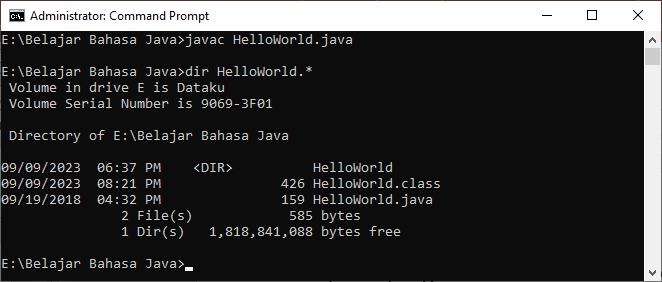 Administrator: Command Prompt
E:\Belajar Bahasa Java>javac HelloWorld.java
E:\Belajar Bahasa Java>dir HelloWorld.*
Volume in drive E is Dataku
Volume Serial Number is 9069-3F01
Directory of E:\Belajar Bahasa Java
09/09/2023  06:37 PM    <DIR>          HelloWorld
09/09/2023  08:21 PM               426 HelloWorld.class
09/19/2018  04:32 PM               159 HelloWorld.java
2 File(s)            585 bytes
1 Dir(s)   1,818,841,088 bytes free
E:\Belajar Bahasa Java>